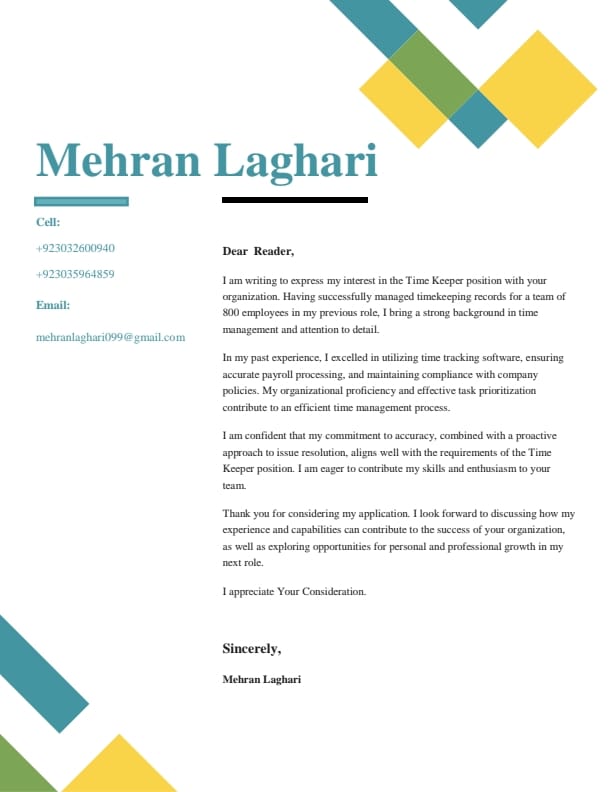 Mehran Laghari
Cell:
+923032600940
+923035964859
Email:
mehranlaghari099@gmail.com
Dear Reader,
I am writing to express my interest in the Time Keeper position with your
organization. Having successfully managed timekeeping records for a team of
800 employees in my previous role, I bring a strong background in time
management and attention to detail.
In my past experience, I excelled in utilizing time tracking software, ensuring
accurate payroll processing, and maintaining compliance with company
policies. My organizational proficiency and effective task prioritization
contribute to an efficient time management process.
I am confident that my commitment to accuracy, combined with a proactive
approach to issue resolution, aligns well with the requirements of the Time
Keeper position. I am eager to contribute my skills and enthusiasm to your
team.
Thank you for considering my application. I look forward to discussing how my
experience and capabilities can contribute to the success of your organization,
as well as exploring opportunities for personal and professional growth in my
next role.
I appreciate Your Consideration.
Sincerely,
Mehran Laghari